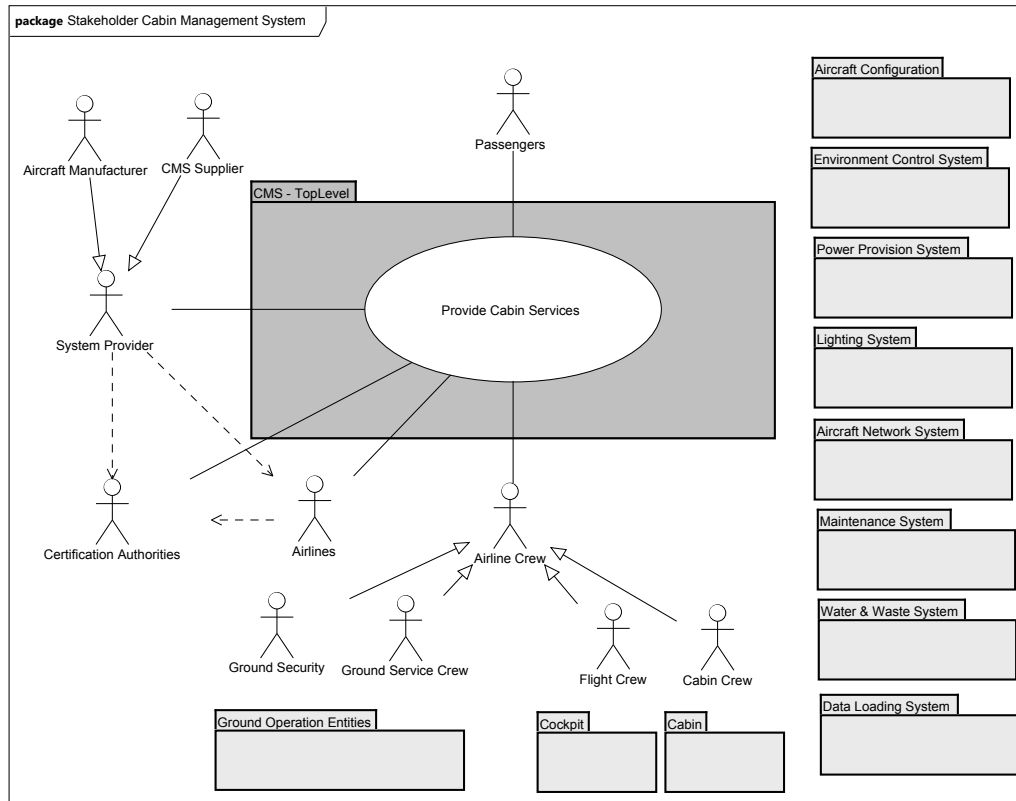 package Stakeholder Cabin Management System
Aircraft Manufacturer
CMS Supplier
Passengers
CMS - TopLevel
Provide Cabin Services
System Provider
Certification Authorities
Airlines
Airline Crew
Ground Security
Ground Service Crew
Flight Crew
Cabin Crew
Ground Operation Entities
Cockpit
Cabin
Aircraft Configuration
Environment Control System
Power Provision System
Lighting System
Aircraft Network System
Maintenance System
Water & Waste System
Data Loading System